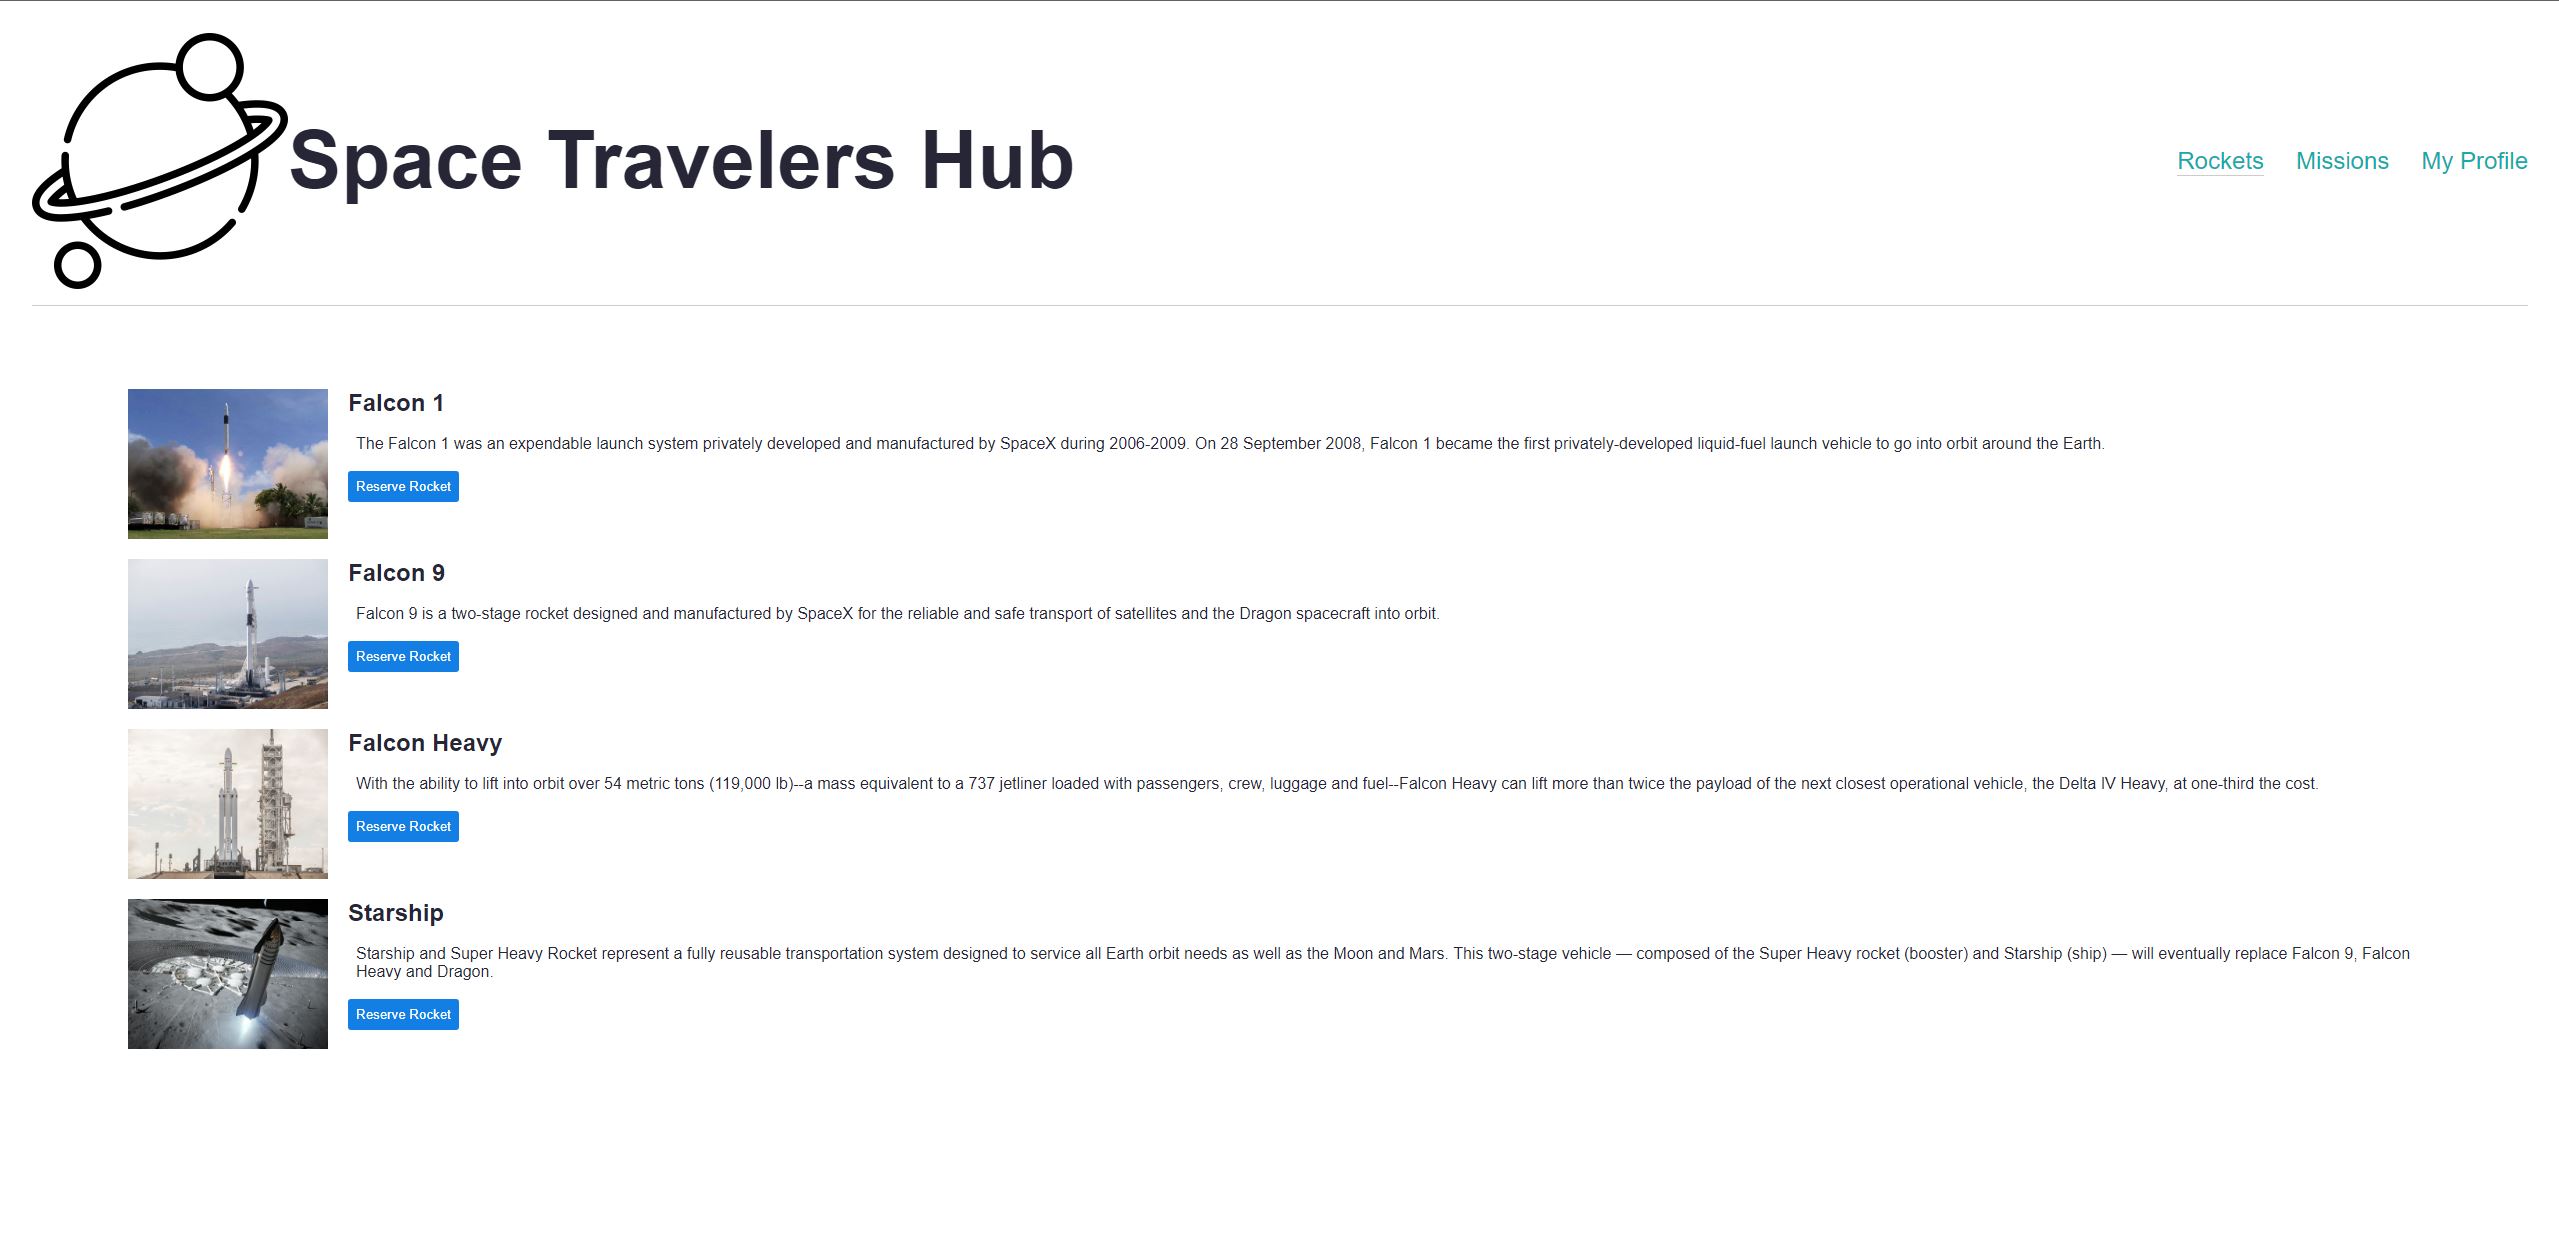 Space Travelers Hub
Rockets Missions My Profile
Falcon 1
The Falcon 1 was an expendable launch system privately developed and manufactured by SpaceX during 2006-2009. On 28 September 2008, Falcon 1 became the first privately-developed liquid-fuel launch vehicle to go into orbit around the Earth.
Reserve Rocket
Falcon 9
Falcon 9 is a two-stage rocket designed and manufactured by SpaceX for the reliable and safe transport of satellites and the Dragon spacecraft into orbit.
Reserve Rocket
Falcon Heavy
With the ability to lift into orbit over 54 metric tons (119,000 lb)--a mass equivalent to a 737 jetliner loaded with passengers, crew, luggage and fuel--Falcon Heavy can lift more than twice the payload of the next closest operational vehicle, the Delta IV Heavy, at one-third the cost.
Reserve Rocket
Starship
Starship and Super Heavy Rocket represent a fully reusable transportation system designed to service all Earth orbit needs as well as the Moon and Mars. This two-stage vehicle — composed of the Super Heavy rocket (booster) and Starship (ship) — will eventually replace Falcon 9, Falcon
Heavy and Dragon.
Reserve Rocket